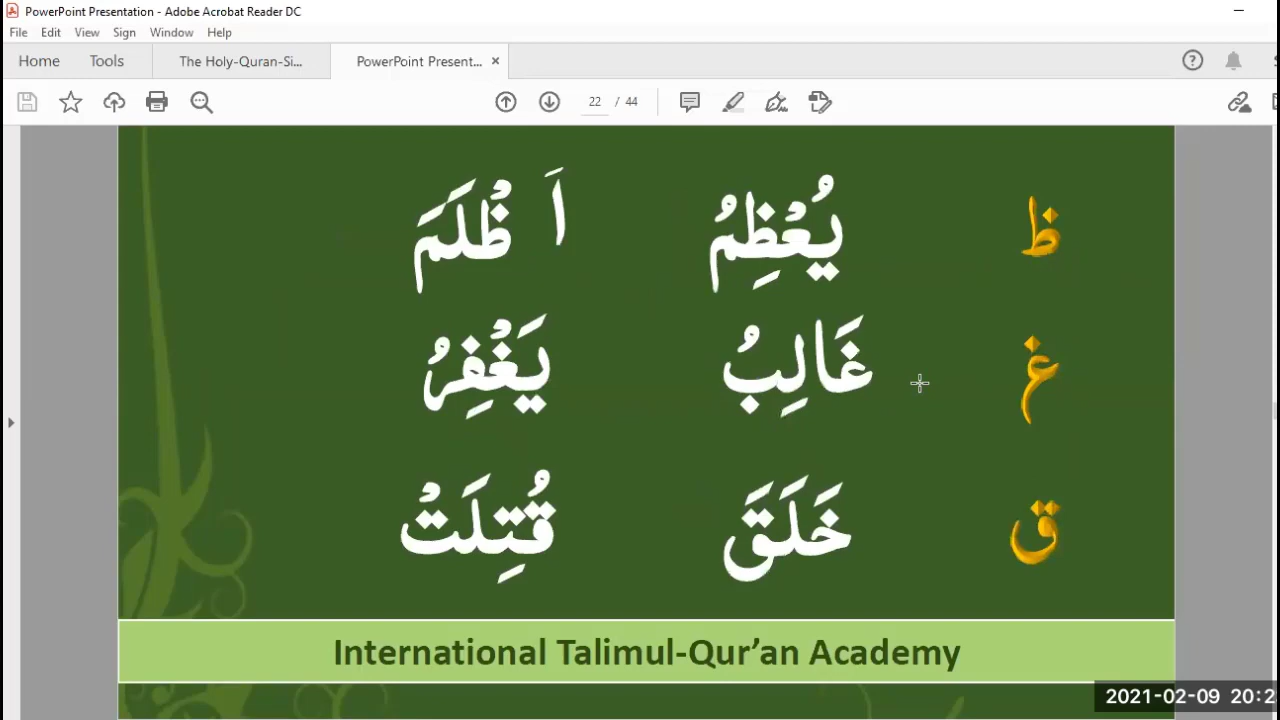 PowerPoint Presentation - Adobe Acrobat Reader DC
File Edit View Sign Window Help
Home Tools The Holy-Quran-Si... PowerPoint Present... ×
22 / 44
ظ يُعْظِمُ اَ ظْلَمَ
غ غَالِبُ يَغْفِرُ
ق خَلَقَ قُتِلَتْ
International Talimul-Qur’an Academy
2021-02-09 20:2